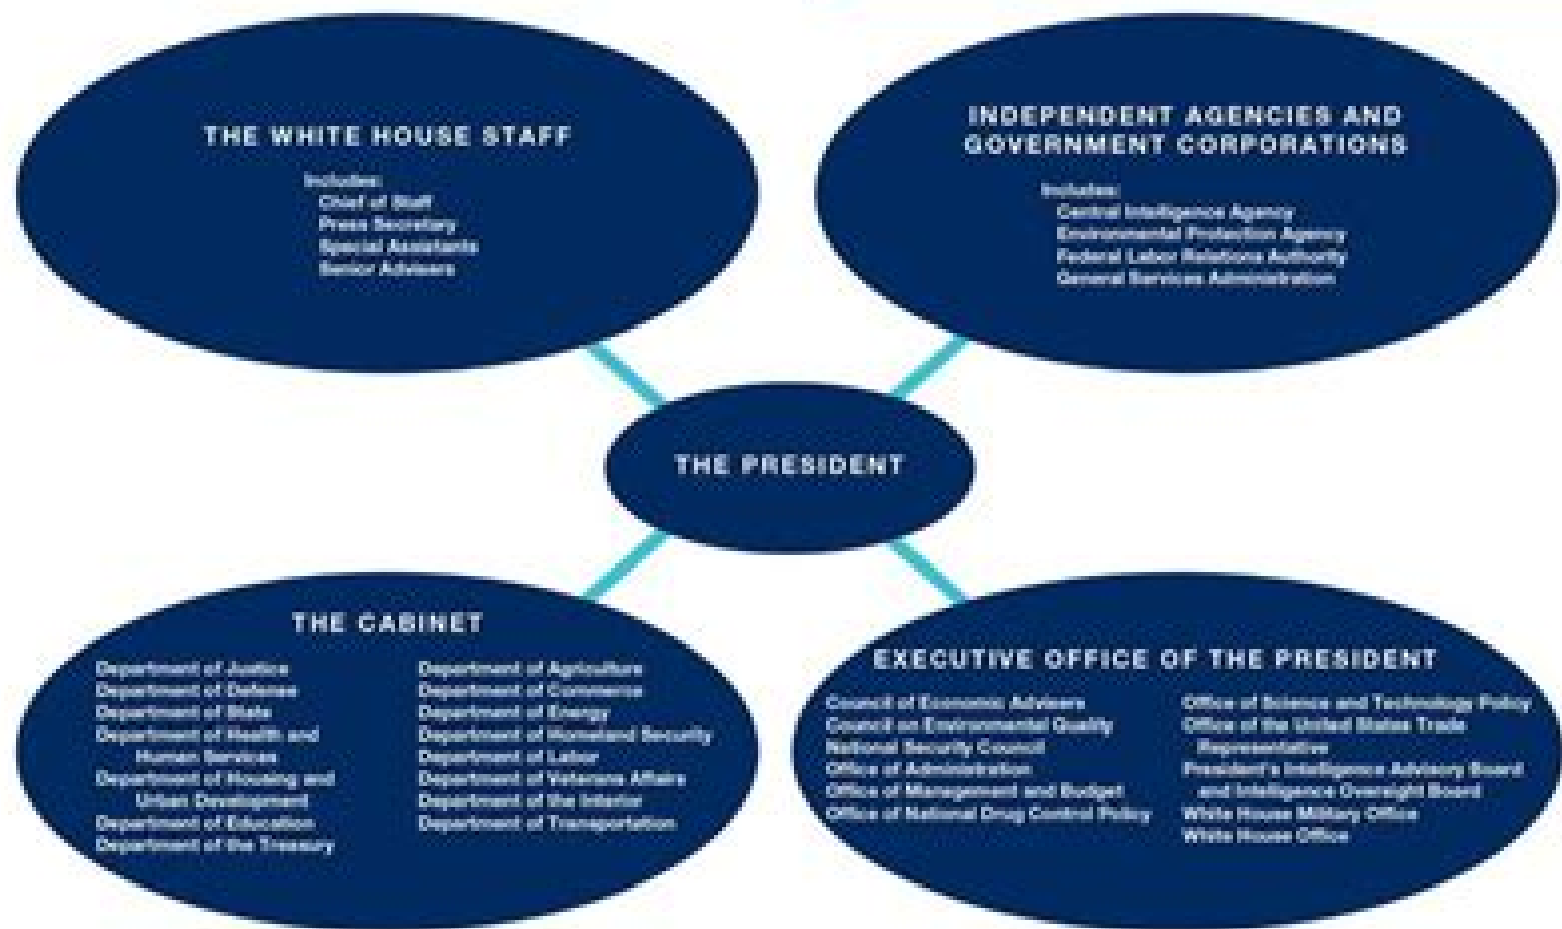 THE WHITE HOUSE STAFF
Includes:
Chief of Staff
Press Secretary
Special Assistants
Senior Advisers
INDEPENDENT AGENCIES AND
GOVERNMENT CORPORATIONS
Includes:
Central Intelligence Agency
Environmental Protection Agency
Federal Labor Relations Authority
General Services Administration
THE PRESIDENT
THE CABINET
Department of Justice
Department of Defense
Department of State
Department of Health and
Human Services
Department of Housing and
Urban Development
Department of Education
Department of the Treasury
Department of Agriculture
Department of Commerce
Department of Energy
Department of Homeland Security
Department of Labor
Department of Veterans Affairs
Department of the Interior
Department of Transportation
EXECUTIVE OFFICE OF THE PRESIDENT
Council of Economic Advisers
Council on Environmental Quality
National Security Council
Office of Administration
Office of Management and Budget
Office of National Drug Control Policy
Office of Science and Technology Policy
Office of the United States Trade
Representative
President's Intelligence Advisory Board
and Intelligence Oversight Board
White House Military Office
White House Office